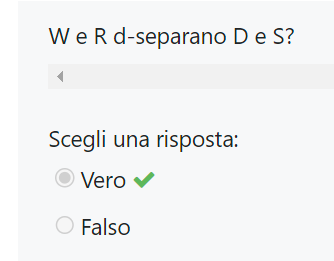 W e R d-separano D e S?
Scegli una risposta:
Vero
Falso